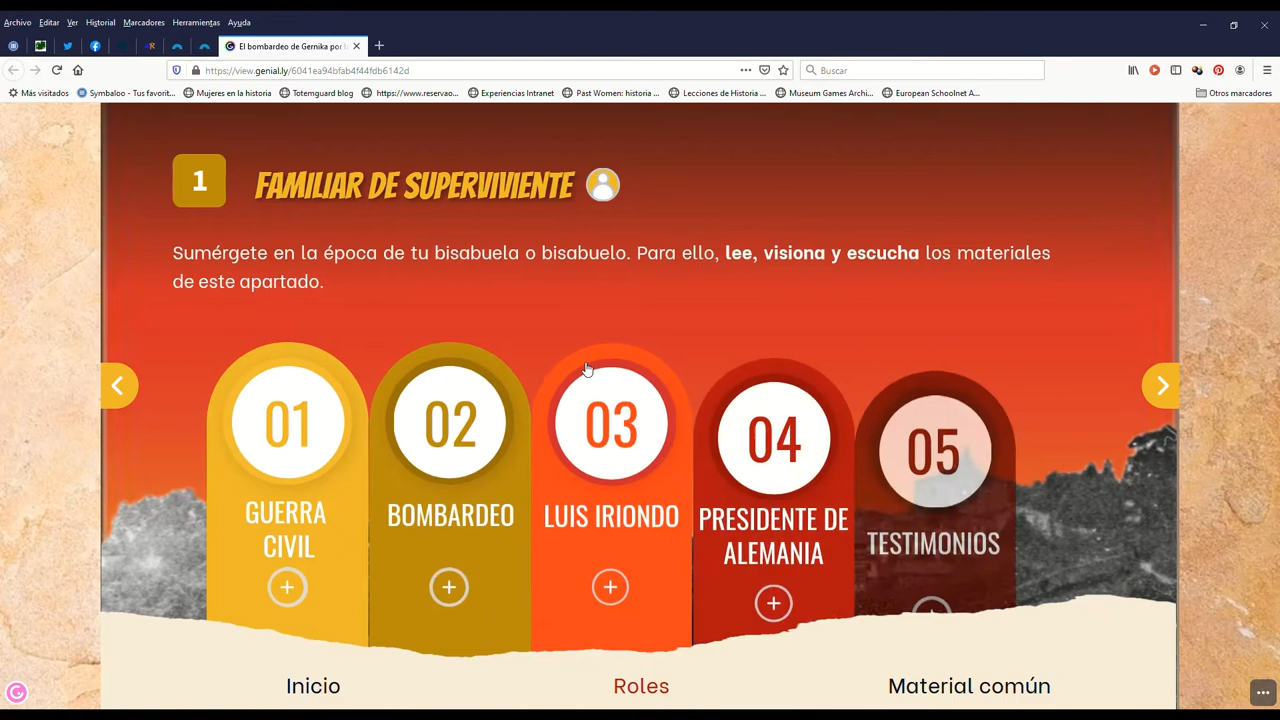 Archivo Editar Ver Historial Marcadores Herramientas Ayuda
El bombardeo de Gernika por l
https://view.genial.ly/6041ea94bfab4f44fdb6142d
Buscar
Más visitados Symbaloo - Tus favorit... Mujeres en la historia Totemguard blog https://www.reservao... Experiencias Intranet Past Women: historia ... Lecciones de Historia ... Museum Games Archi... European Schoolnet A... Otros marcadores
1 FAMILIAR DE SUPERVIVIENTE
Sumérgete en la época de tu bisabuela o bisabuelo. Para ello, lee, visiona y escucha los materiales
de este apartado.
01
GUERRA
CIVIL
02
BOMBARDEO
03
LUIS IRIONDO
04
PRESIDENTE DE
ALEMANIA
05
TESTIMONIOS
Inicio Roles Material común